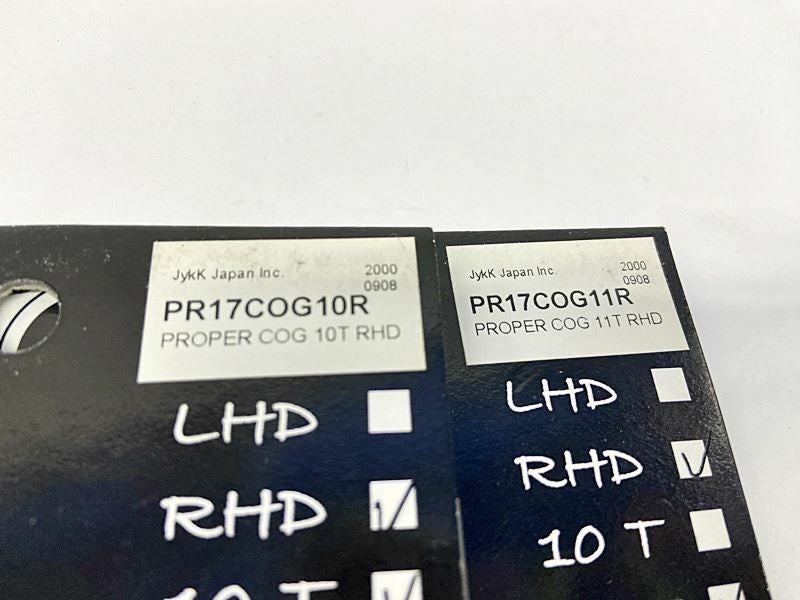 JykK Japan Inc. 2000
0908
PR17COG10R
PROPER COG 10T RHD
LHD
RHD
10 T
JykK Japan Inc. 2000
0908
PR17COG11R
PROPER COG 11T RHD
LHD
RHD
10 T